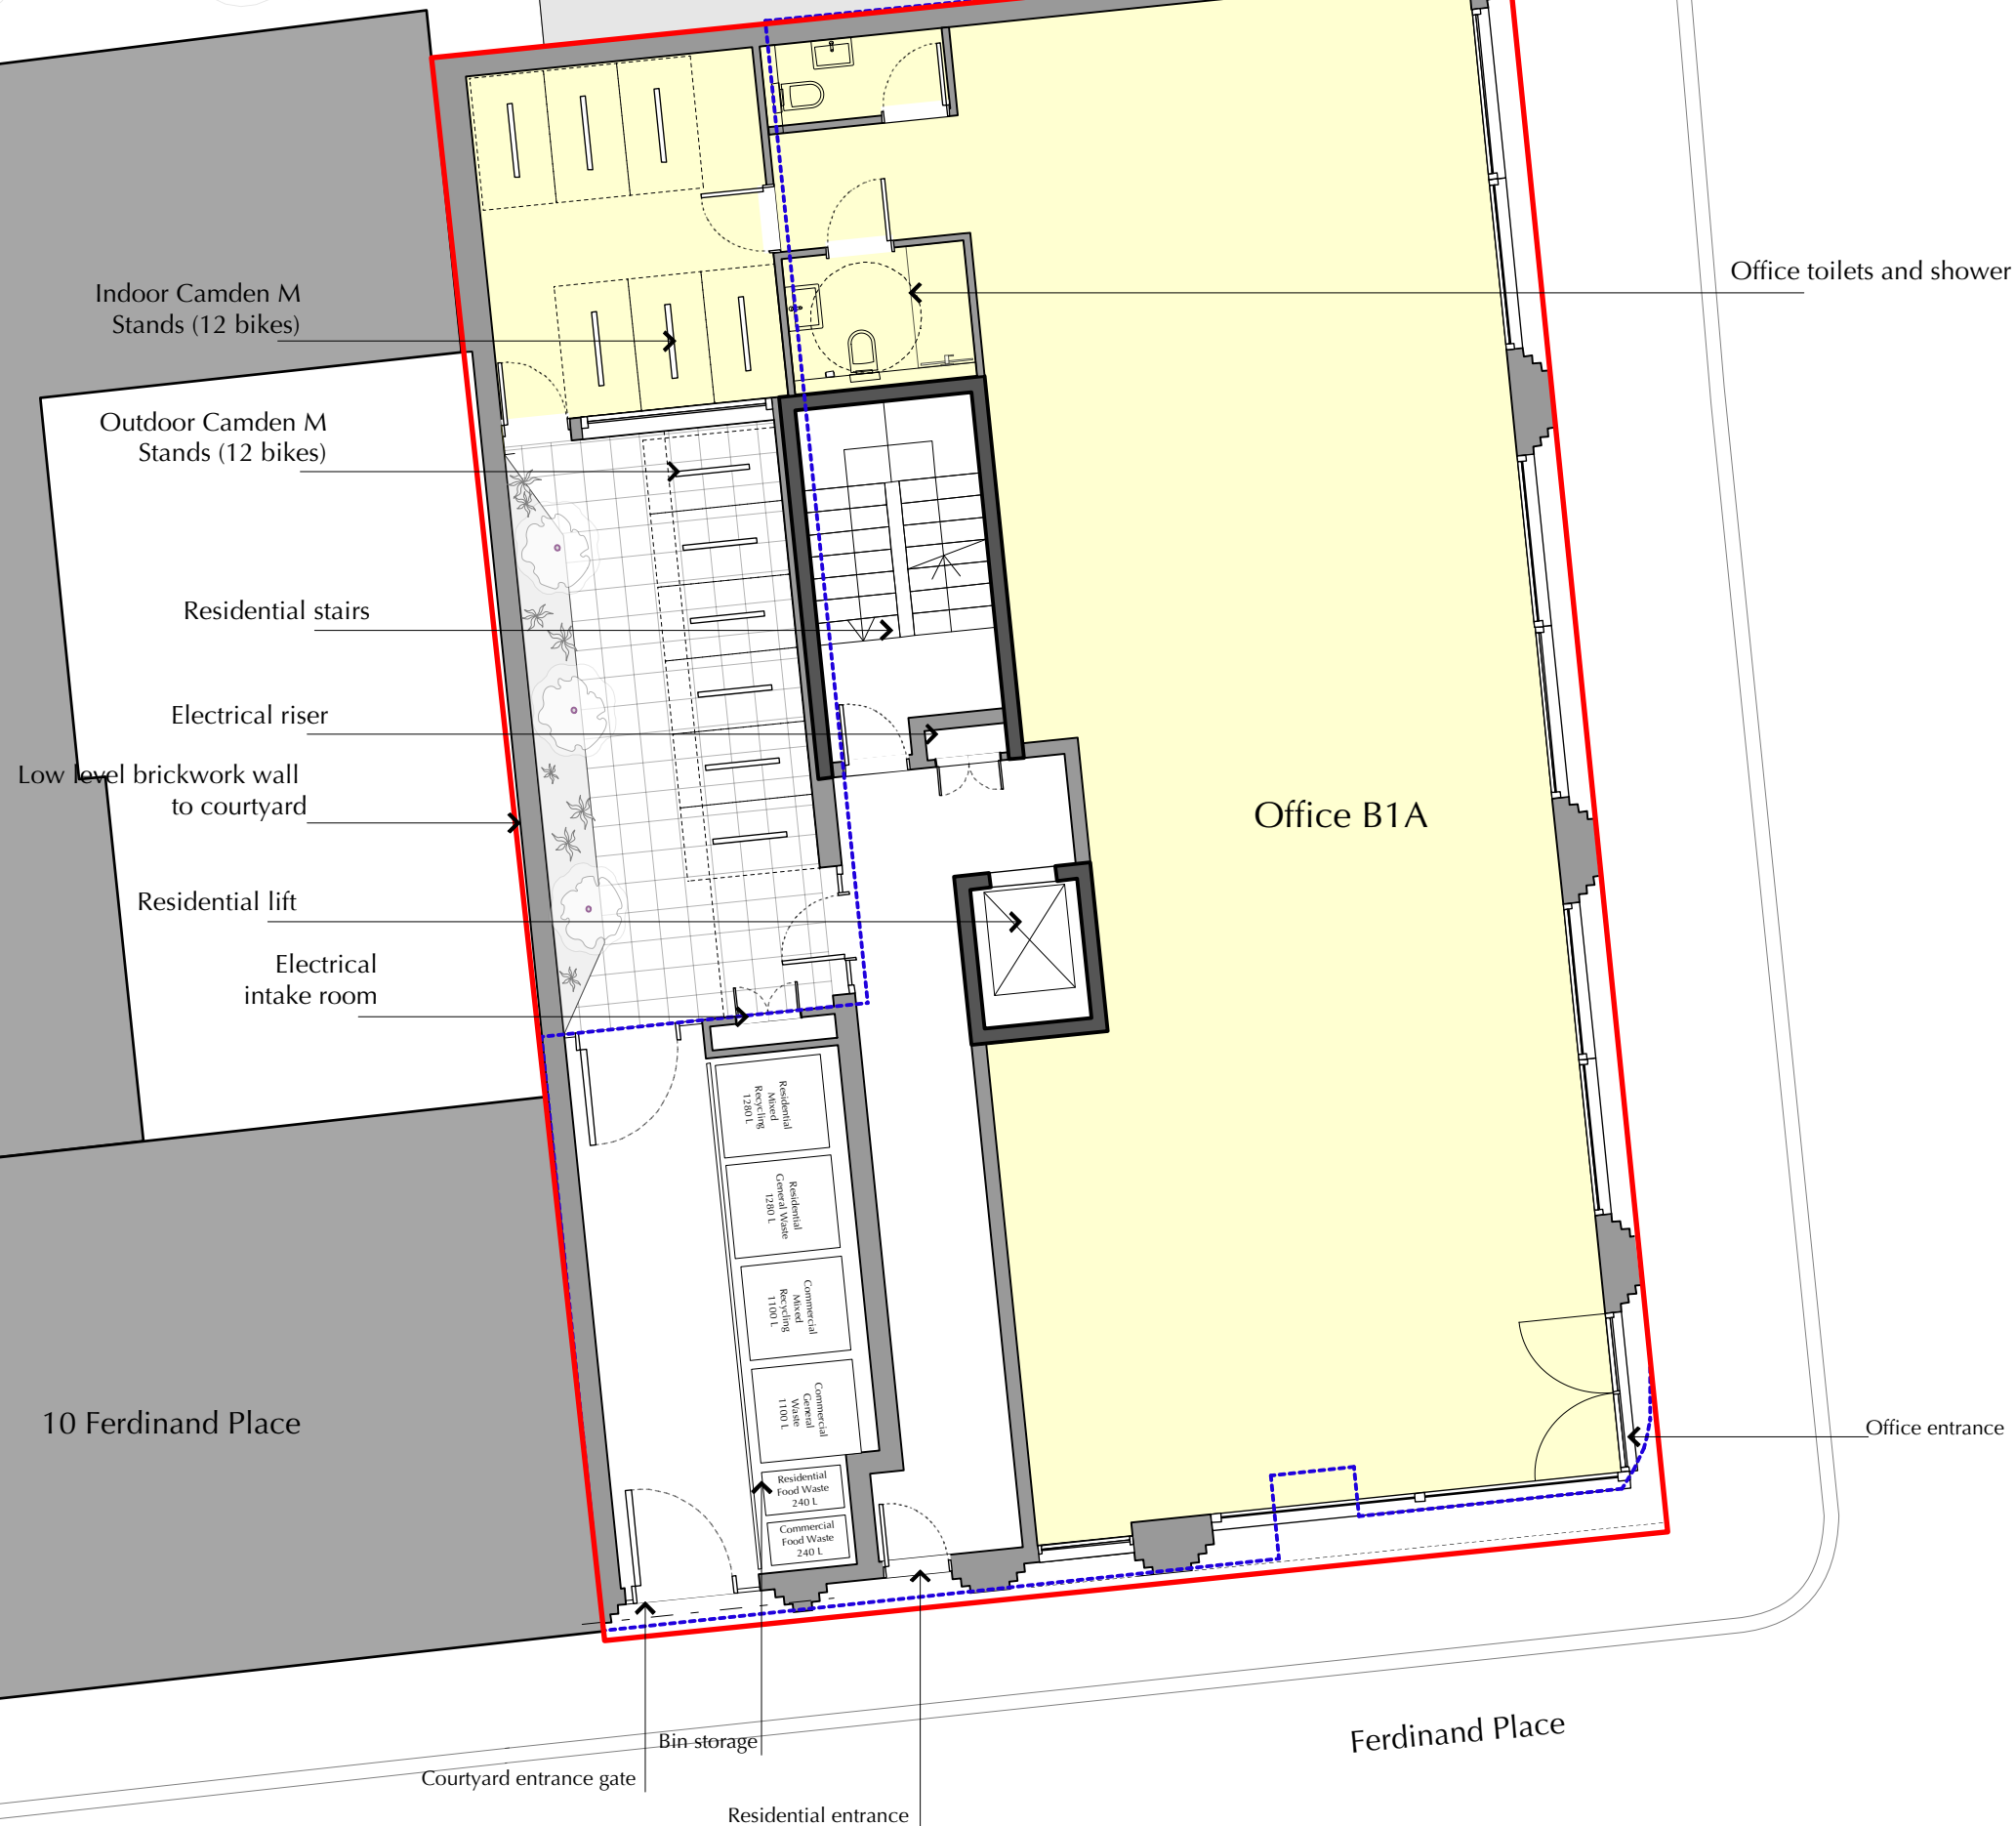 Office toilets and shower
Indoor Camden M
Stands (12 bikes)
Outdoor Camden M
Stands (12 bikes)
Residential stairs
Electrical riser
Low level brickwork wall
to courtyard
Office B1A
Residential lift
Electrical
intake room
Residential
Mixed
Recycling
1280 L
Residential
General Waste
1280 L
Commercial
Mixed
Recycling
1100 L
Commercial
General
Waste
1100 L
Residential
Food Waste
240 L
Commercial
Food Waste
240 L
10 Ferdinand Place
Office entrance
Ferdinand Place
Bin storage
Courtyard entrance gate
Residential entrance